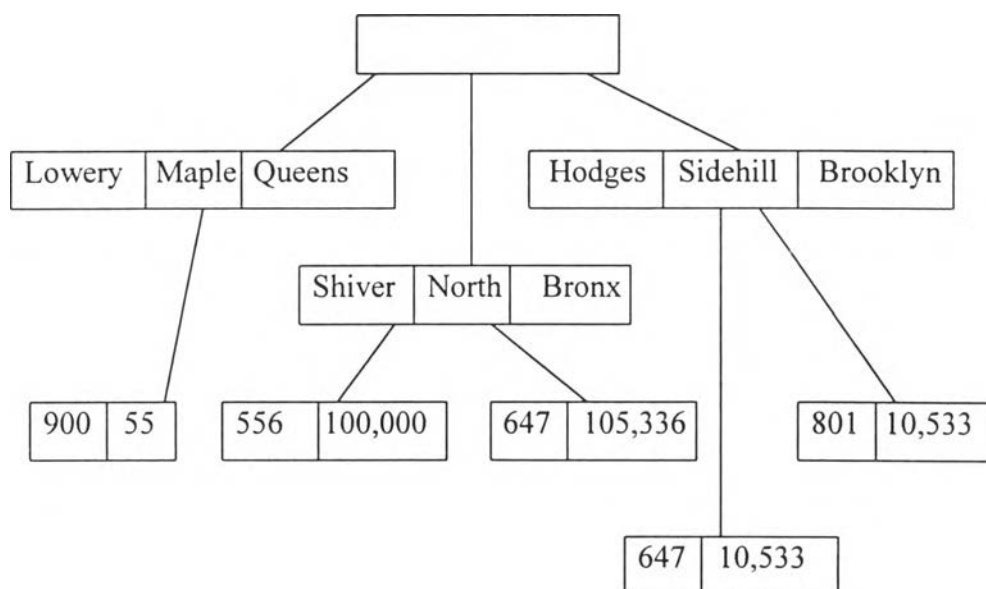 Lowery Maple Queens
Hodges Sidehill Brooklyn
Shiver North Bronx
900 55
556 100,000
647 105,336
801 10,533
647 10,533